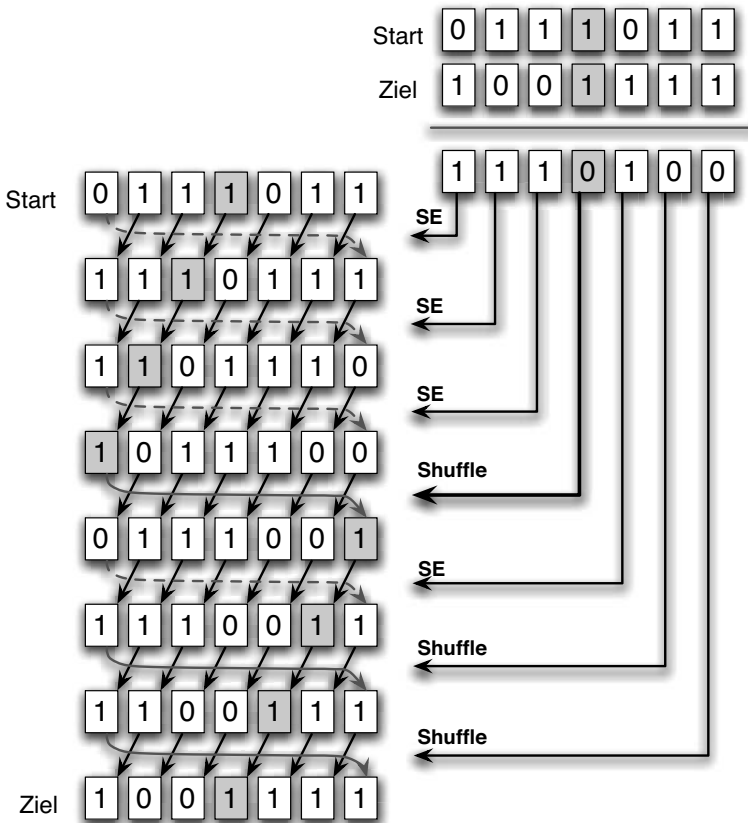 Start 0 1 1 1 0 1 1
Ziel 1 0 0 1 1 1 1
1 1 1 0 1 0 0
Start 0 1 1 1 0 1 1
SE
1 1 1 0 1 1 1
SE
1 1 0 1 1 1 0
SE
1 0 1 1 1 0 0
Shuffle
0 1 1 1 0 0 1
SE
1 1 1 0 0 1 1
Shuffle
1 1 0 0 1 1 1
Shuffle
Ziel 1 0 0 1 1 1 1